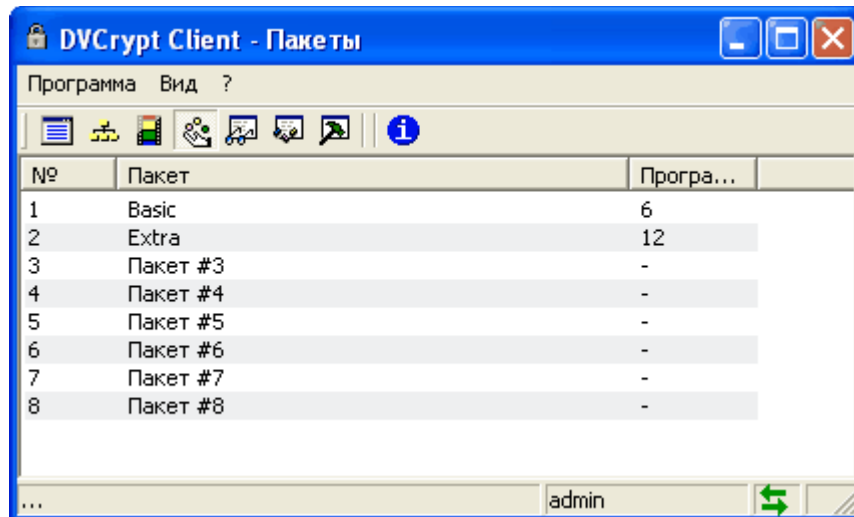 DVCrypt Client - Пакеты
Программа Вид ?
№ Пакет Програ...
1 Basic 6
2 Extra 12
3 Пакет #3 -
4 Пакет #4 -
5 Пакет #5 -
6 Пакет #6 -
7 Пакет #7 -
8 Пакет #8 -
... admin